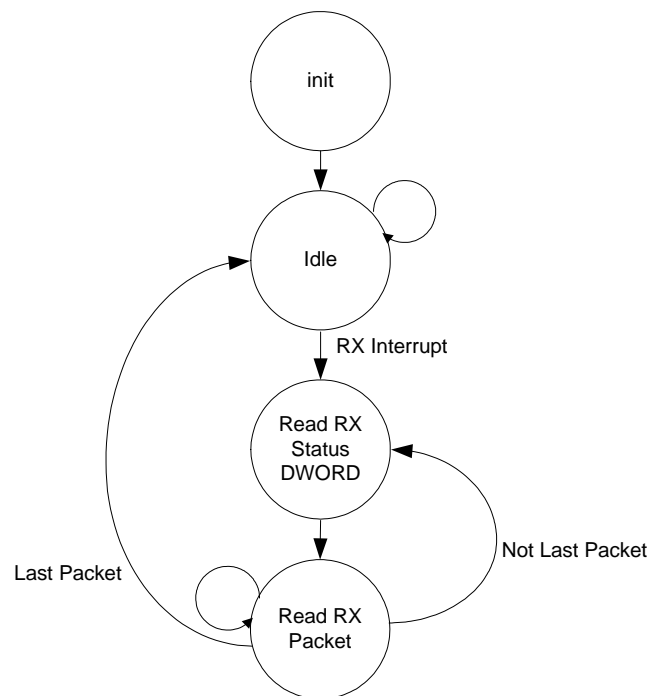 init
Idle
RX Interrupt
Read RX
Status
DWORD
Not Last Packet
Last Packet
Read RX
Packet